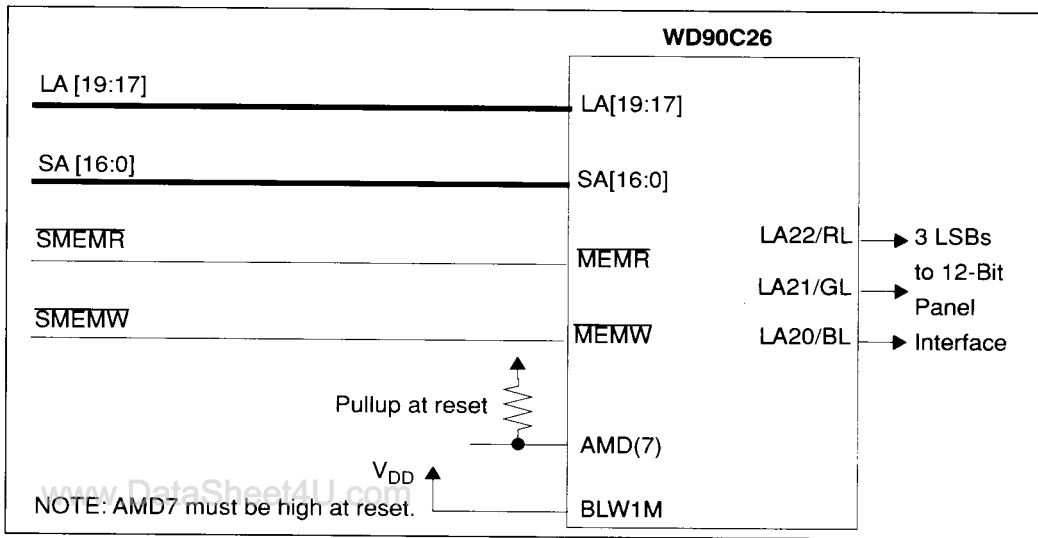 WD90C26
LA [19:17]
LA[19:17]
SA [16:0]
SA[16:0]
SMEMR
MEMR
LA22/RL
3 LSBs
to 12-Bit
LA21/GL
Panel
SMEMW
MEMW
LA20/BL
Interface
Pullup at reset
AMD(7)
VDD
www.DataSheet4U.com
NOTE: AMD7 must be high at reset.
BLW1M